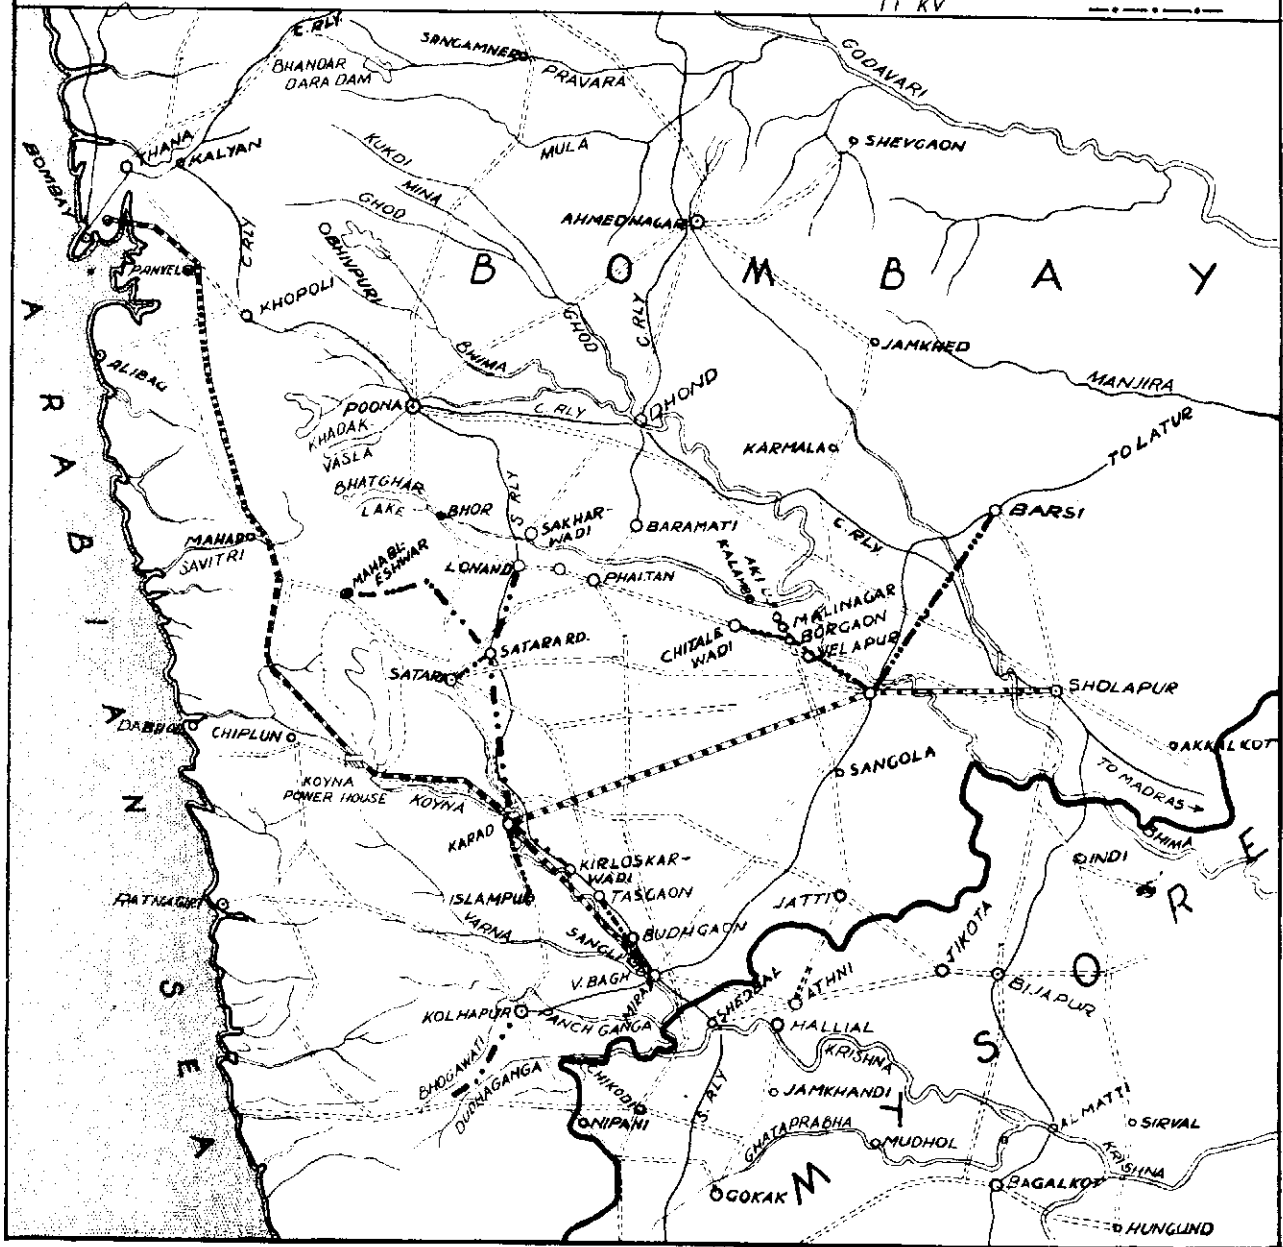 11 KV
C. RLY.
SANGAMNER
BHANDAR
DARA DAM
PRAVARA
GODAVARI
THANA
KALYAN
BOMBAY
KUKDI
MINA
GHOD
MULA
SHEVGAON
AHMEDNAGAR
C RLY
BHIVPURI
PANVEL
KHOPOLI
BOMBAY
GHOD
C RLY
JAMKHED
ALIBAG
BHIMA
MANJIRA
POONA
C. RLY
DHOND
KHADAK
VASLA
KARMALA
TO LATUR
BHATGHAR
LAKE
BHOR
S RLY
SAKHAR-
WADI
BARAMATI
C. RLY
BARSI
MAHAD
SAVITRI
MAHABL-
ESHWAR
LONAND
PHALTAN
AKLUJ
KALAMB
MALINAGAR
BORGAON
VELAPUR
CHITALE
WADI
SATARA RD.
SATARA
SHOLAPUR
DABHOL
CHIPLUN
AKKALKOT
SANGOLA
TO MADRAS
KOYNA
POWER HOUSE
KOYNA
KARAD
BHIMA
INDI
KIRLOSKAR-
WADI
TASGAON
ISLAMPUR
RATNAGIRI
JATTI
VARNA
SANGLI
BUDHGAON
V. BAGH
MIRAJ
JIKOTA
BIJAPUR
ATHNI
SHEDBAL
KOLHAPUR
PANCH GANGA
HALLIAL
KRISHNA
BHOGAWATI
DUDHAGANGA
CHIKODI
NIPANI
S. RLY
JAMKHANDI
GHATAPRABHA
MUDHOL
ALMATTI
SIRVAL
KRISHNA
GOKAK
BAGALKOT
HUNGUND
ARABIAN SEA
M
T
S
O
R
E